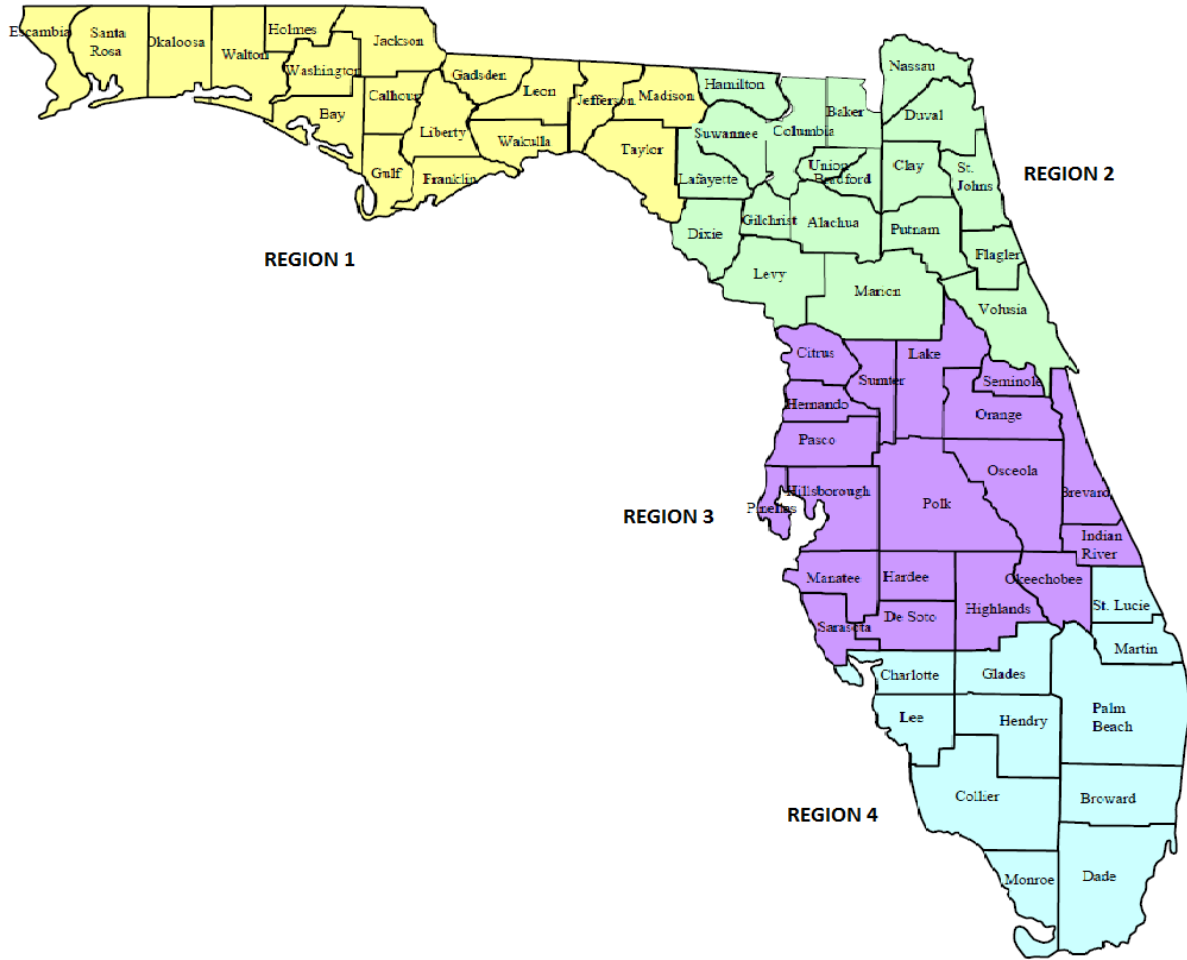 Escambia
Santa
Rosa
Okaloosa
Walton
Holmes
Washington
Jackson
Bay
Calhoun
Gulf
Liberty
Gadsden
Franklin
Leon
Wakulla
Jefferson
Madison
Taylor
REGION 1
Hamilton
Suwannee
Lafayette
Columbia
Baker
Nassau
Duval
Union
Bradford
Clay
St.
Johns
REGION 2
Dixie
Gilchrist
Alachua
Putnam
Flagler
Levy
Marion
Volusia
Citrus
Sumter
Lake
Seminole
Hernando
Orange
Pasco
Osceola
Hillsborough
Pinellas
Polk
Brevard
REGION 3
Indian
River
Manatee
Hardee
Okeechobee
Highlands
Sarasota
De Soto
St. Lucie
Martin
Charlotte
Glades
Lee
Hendry
Palm
Beach
Collier
Broward
REGION 4
Monroe
Dade